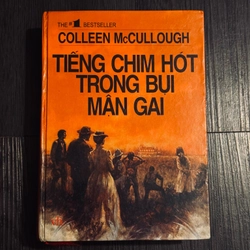 THE #1 BESTSELLER
COLLEEN McCULLOUGH
TIẾNG CHIM HÓT
TRONG BỤI
MẬN GAI